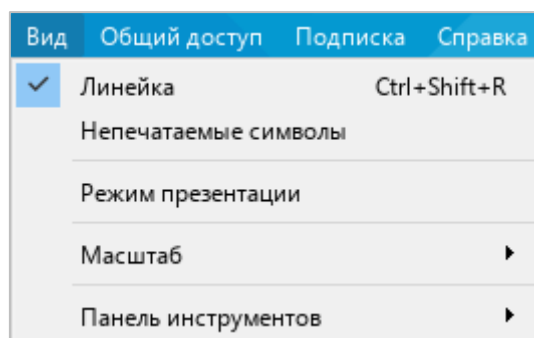 Вид Общий доступ Подписка Справка
Линейка Ctrl+Shift+R
Непечатаемые символы
Режим презентации
Масштаб
Панель инструментов